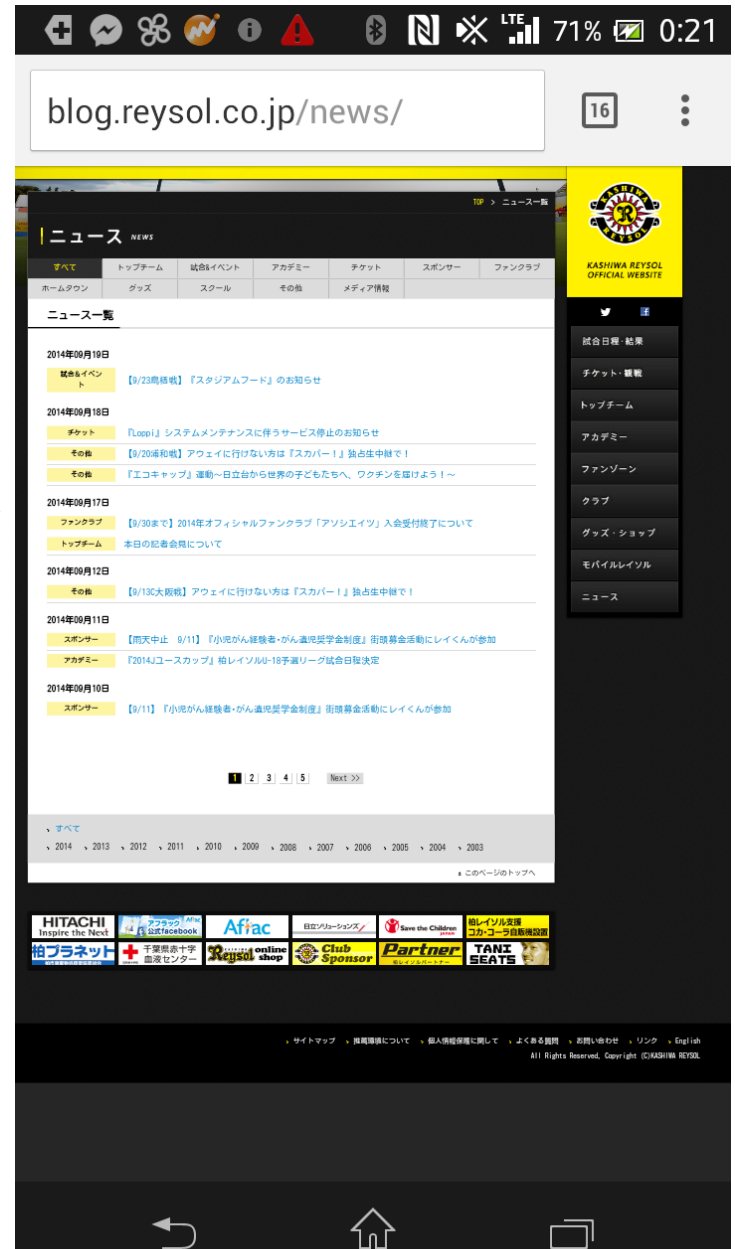 LTE 71% 0:21
blog.reysol.co.jp/news/
16
TOP > ニュース一覧
ニュース NEWS
すべて トップチーム 試合&イベント アカデミー チケット スポンサー ファンクラブ
ホームタウン グッズ スクール その他 メディア情報
ニュース一覧
2014年09月19日
試合&イベント
【9/23鳥栖戦】『スタジアムフード』のお知らせ
2014年09月18日
チケット 『Loppi』システムメンテナンスに伴うサービス停止のお知らせ
その他 【9/20浦和戦】アウェイに行けない方は『スカパー!』独占生中継で!
その他 『エコキャップ』運動~日立台から世界の子どもたちへ、ワクチンを届けよう!~
2014年09月17日
ファンクラブ 【9/30まで】2014年オフィシャルファンクラブ「アソシエイツ」入会受付終了について
トップチーム 本日の記者会見について
2014年09月12日
その他 【9/13C大阪戦】アウェイに行けない方は『スカパー!』独占生中継で!
2014年09月11日
スポンサー 【雨天中止 9/11】『小児がん経験者・がん遺児奨学金制度』街頭募金活動にレイくんが参加
アカデミー 『2014Jユースカップ』柏レイソルU-18予選リーグ試合日程決定
2014年09月10日
スポンサー 【9/11】『小児がん経験者・がん遺児奨学金制度』街頭募金活動にレイくんが参加
1 2 3 4 5 Next >>
すべて
2014 2013 2012 2011 2010 2009 2008 2007 2006 2005 2004 2003
このページのトップへ
KASHIWA REYSOL
OFFICIAL WEBSITE
試合日程・結果
チケット・観戦
トップチーム
アカデミー
ファンゾーン
クラブ
グッズ・ショップ
モバイルレイソル
ニュース
HITACHI
Inspire the Next
アフラック
公式facebook
Aflac
日立ソリューションズ
Save the Children
柏レイソル支援
コカ・コーラ自販機設置
柏プラネット
千葉県赤十字
血液センター
Reysol online shop
Club Sponsor
Partner
柏レイソルパートナー
TANI SEATS
サイトマップ 推薦環境について 個人情報保護に関して よくある質問 お問い合わせ リンク English
All Rights Reserved, Copyright (C)KASHIWA REYSOL